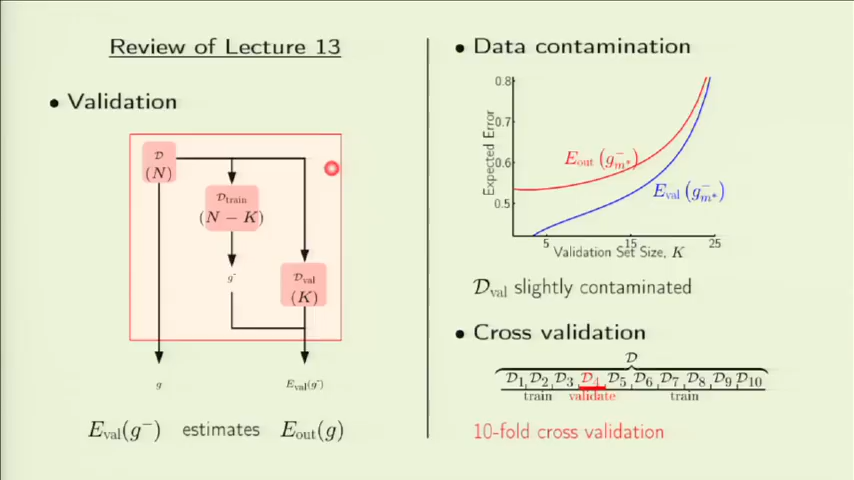 Review of Lecture 13
• Validation
𝒟
(N)
𝒟train
(N − K)
g⁻
𝒟val
(K)
g
Eval(g⁻)
Eval(g⁻) estimates Eout(g)
• Data contamination
Expected Error
0.8
0.7
0.6
0.5
Eout(g⁻m*)
Eval(g⁻m*)
5
15
25
Validation Set Size, K
𝒟val slightly contaminated
• Cross validation
𝒟
𝒟1 𝒟2 𝒟3 𝒟4 𝒟5 𝒟6 𝒟7 𝒟8 𝒟9 𝒟10
train validate train
10-fold cross validation